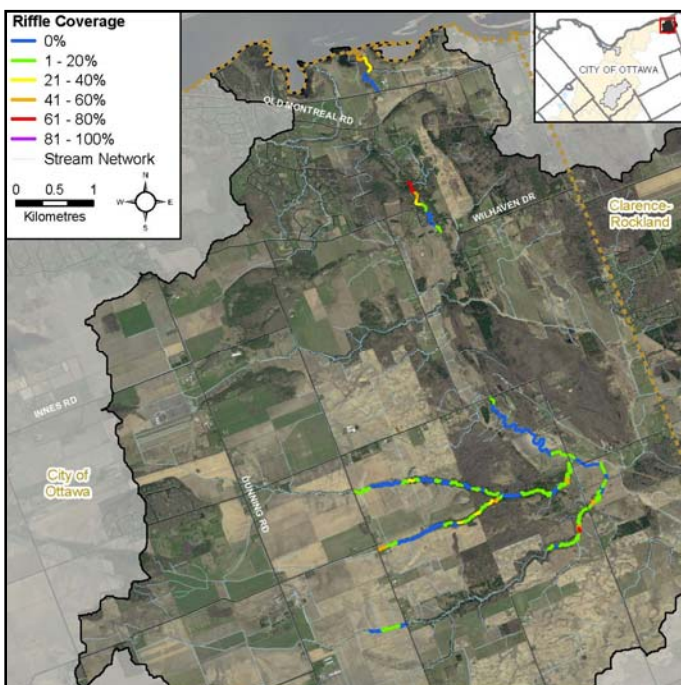 Riffle Coverage
0%
1 - 20%
21 - 40%
41 - 60%
61 - 80%
81 - 100%
Stream Network
0 0.5 1
Kilometres
N
W E
S
CITY OF OTTAWA
OLD MONTREAL RD
WILHAVEN DR
Clarence-
Rockland
INNES RD
City of
Ottawa
DUNNING RD